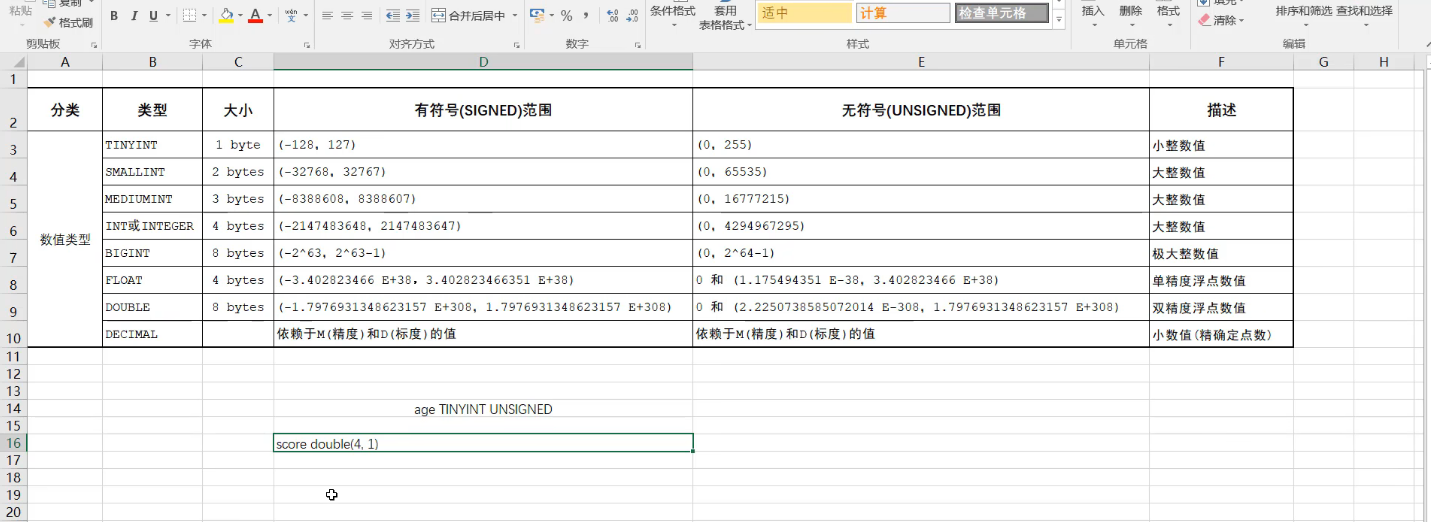 粘贴 复制
格式刷
B I U A wén 文 合并后居中 % , 条件格式 套用 表格格式 适中 计算 检查单元格 插入 删除 格式 填充 清除 排序和筛选 查找和选择
剪贴板 字体 对齐方式 数字 样式 单元格 编辑
A B C D E F G H
1
2 分类 类型 大小 有符号(SIGNED)范围 无符号(UNSIGNED)范围 描述
3 TINYINT 1 byte (-128, 127) (0, 255) 小整数值
4 SMALLINT 2 bytes (-32768, 32767) (0, 65535) 大整数值
5 MEDIUMINT 3 bytes (-8388608, 8388607) (0, 16777215) 大整数值
6 INT或INTEGER 4 bytes (-2147483648, 2147483647) (0, 4294967295) 大整数值
数值类型
7 BIGINT 8 bytes (-2^63, 2^63-1) (0, 2^64-1) 极大整数值
8 FLOAT 4 bytes (-3.402823466 E+38, 3.402823466351 E+38) 0 和 (1.175494351 E-38, 3.402823466 E+38) 单精度浮点数值
9 DOUBLE 8 bytes (-1.7976931348623157 E+308, 1.7976931348623157 E+308) 0 和 (2.2250738585072014 E-308, 1.7976931348623157 E+308) 双精度浮点数值
10 DECIMAL 依赖于M(精度)和D(标度)的值 依赖于M(精度)和D(标度)的值 小数值(精确定点数)
11
12
13
14 age TINYINT UNSIGNED
15
16 score double(4, 1)
17
18
19
20